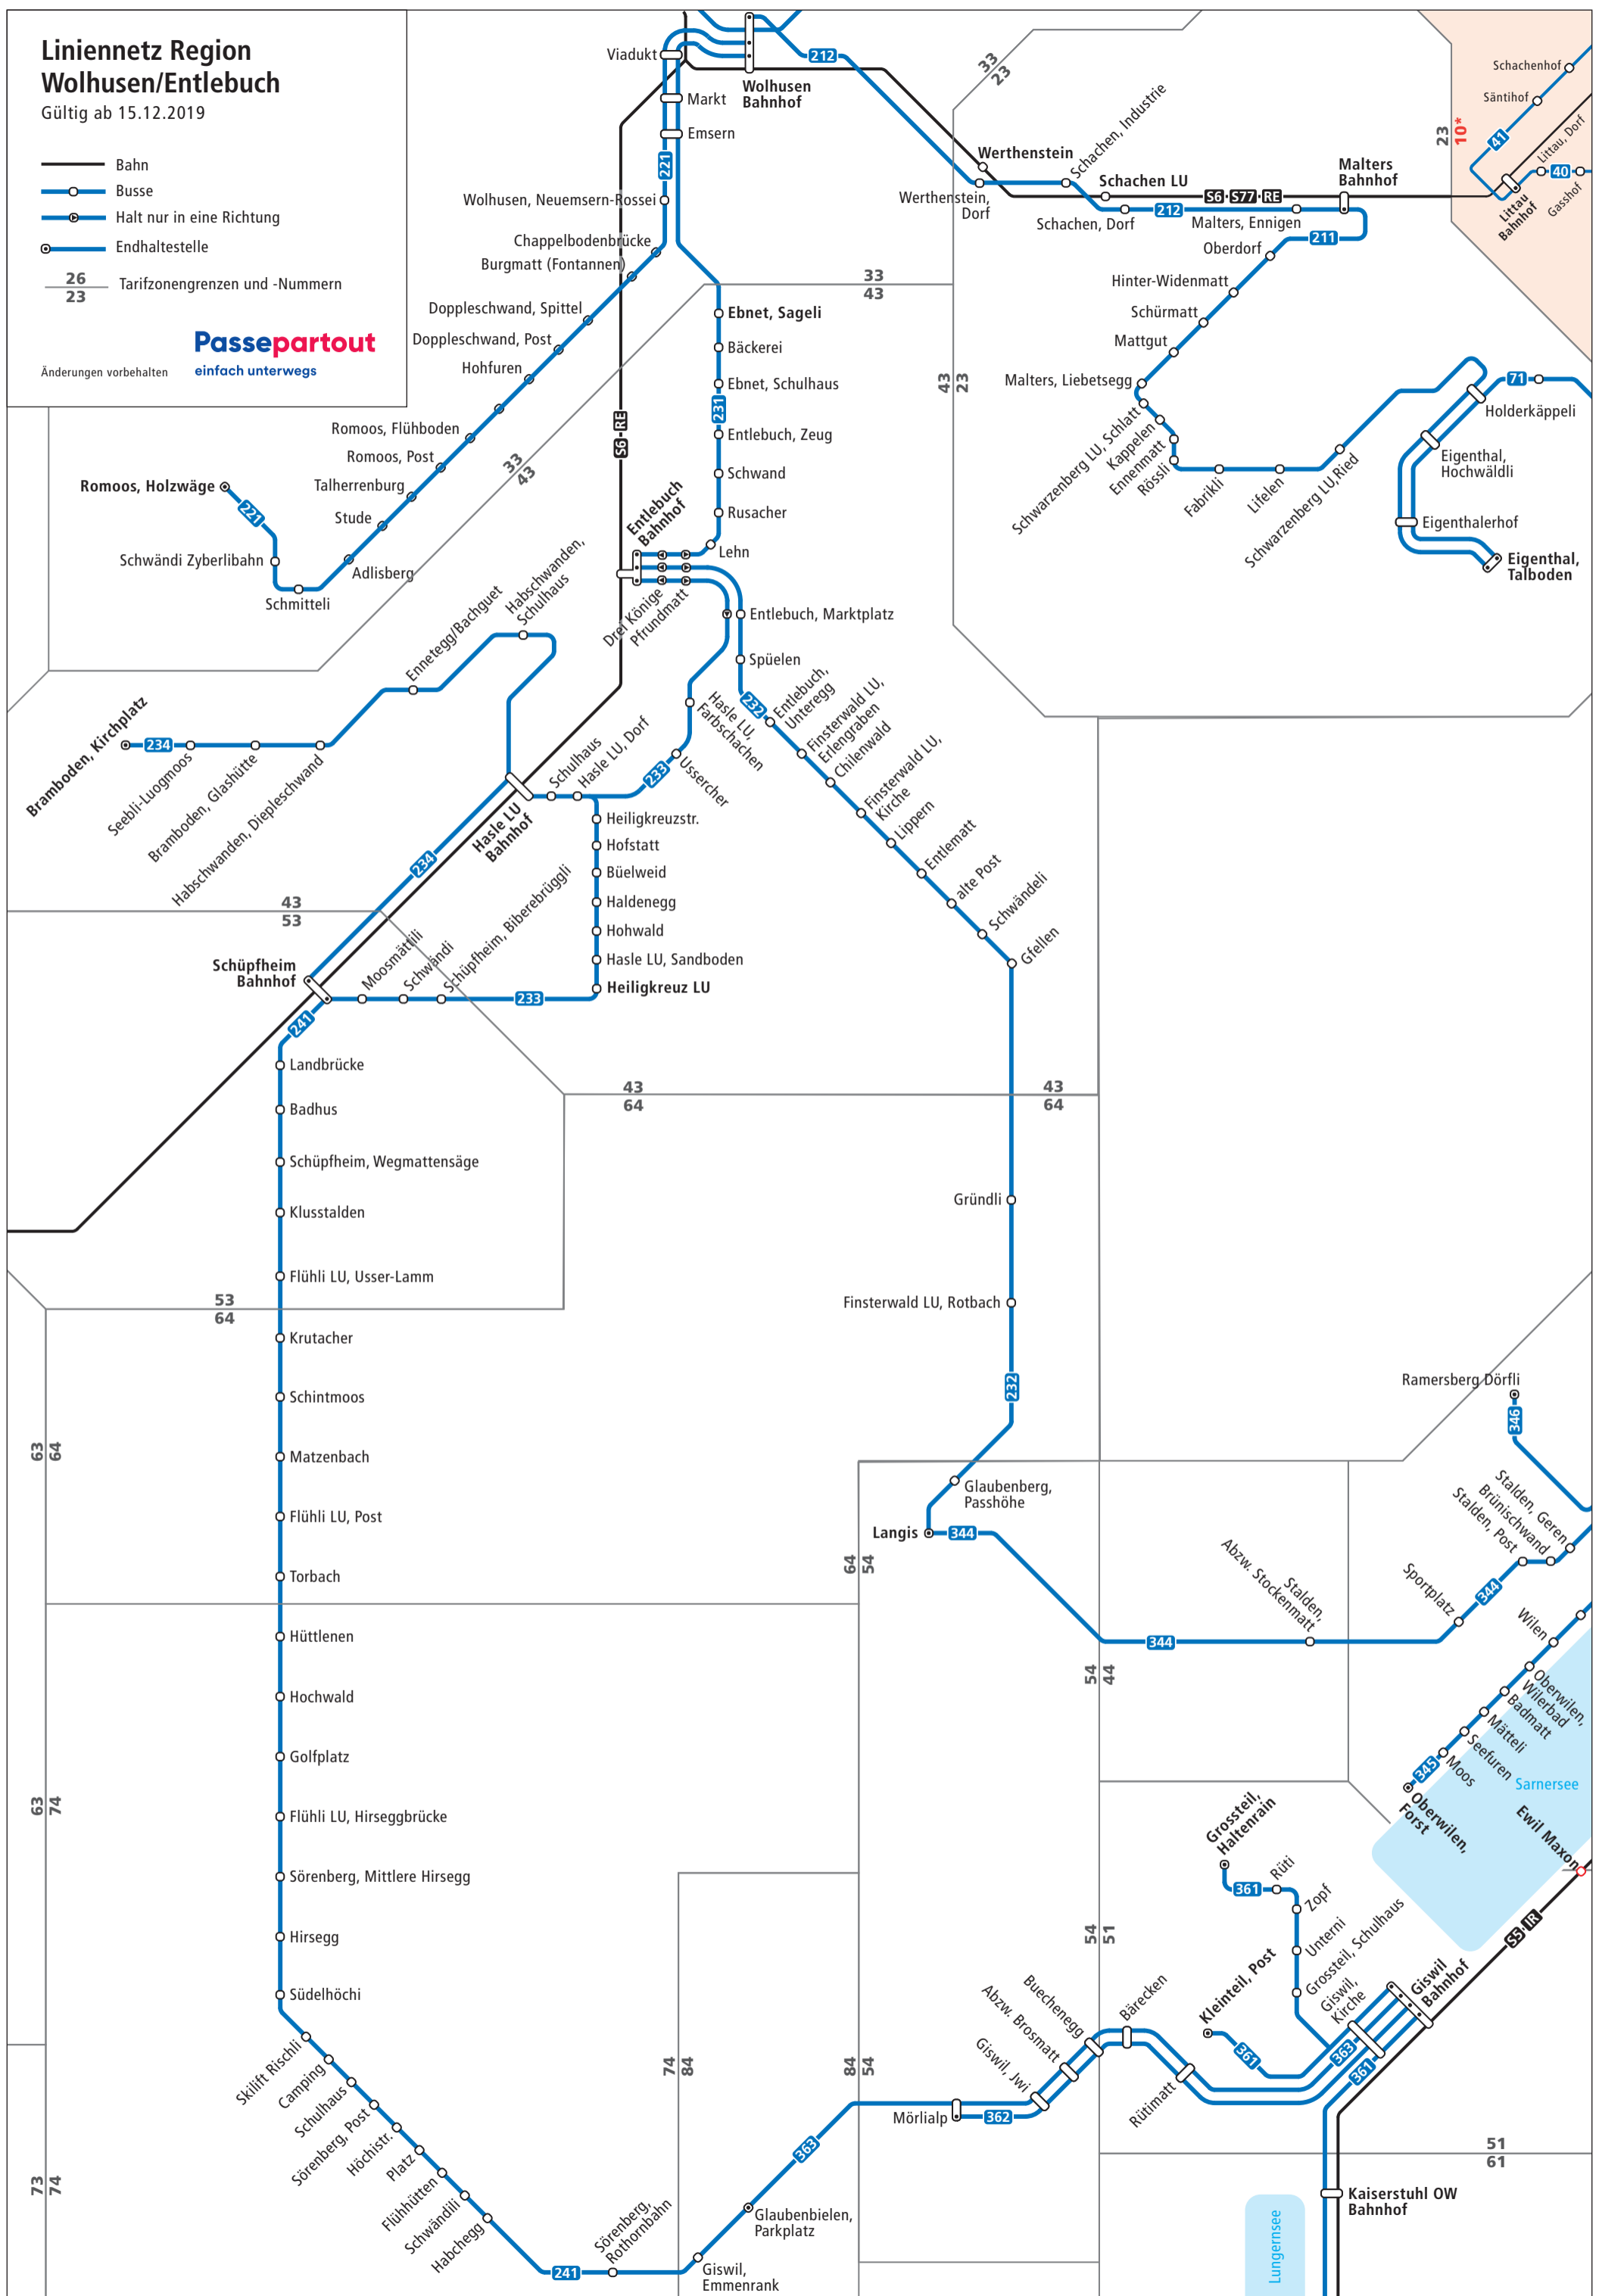 Liniennetz Region
Wolhusen/Entlebuch
Gültig ab 15.12.2019
Bahn
Busse
Halt nur in eine Richtung
Endhaltestelle
26
23
Tarifzonengrenzen und -Nummern
Passepartout
einfach unterwegs
Änderungen vorbehalten
Viadukt
Wolhusen
Bahnhof
212
Markt
Emsern
221
Wolhusen, Neuemsern-Rossei
Chappelbodenbrücke
Burgmatt (Fontannen)
Doppleschwand, Spittel
Doppleschwand, Post
Hohfuren
Romoos, Flühboden
Romoos, Post
Talherrenburg
Stude
Adlisberg
Schmitteli
Schwändi Zyberlibahn
221
Romoos, Holzwäge
33
23
Werthenstein
Werthenstein,
Dorf
Schachen, Industrie
Schachen LU
Schachen, Dorf
S6·S77·RE
212
Malters, Ennigen
Malters
Bahnhof
211
Oberdorf
Hinter-Widenmatt
Schürmatt
Mattgut
Malters, Liebetsegg
Schwarzenberg LU, Schlatt
Kappelen
Ennenmatt
Rössli
Fabrikli
Lifelen
Schwarzenberg LU,Ried
71
Holderkäppeli
Eigenthal,
Hochwäldli
Eigenthalerhof
Eigenthal,
Talboden
23
10*
Schachenhof
Säntihof
41
Littau, Dorf
40
Gasshof
Littau
Bahnhof
33
43
43
23
33
43
Ebnet, Sageli
Bäckerei
Ebnet, Schulhaus
231
Entlebuch, Zeug
Schwand
Rusacher
Lehn
S6·RE
Entlebuch
Bahnhof
Drei Könige
Pfrundmatt
Entlebuch, Marktplatz
Spüelen
232
Entlebuch,
Unteregg
Finsterwald LU,
Erlengraben
Chilenwald
Finsterwald LU,
Kirche
Lippern
Entlematt
alte Post
Schwändeli
Gfellen
Gründli
Finsterwald LU, Rotbach
232
Glaubenberg,
Passhöhe
Langis
344
Hasle LU,
Farbschachen
Ussercher
233
Hasle LU, Dorf
Schulhaus
Hasle LU
Bahnhof
Habschwanden,
Schulhaus
Ennetegg/Bachguet
Habschwanden, Diepleschwand
Bramboden, Glashütte
Seebli-Luogmoos
234
Bramboden, Kirchplatz
234
Heiligkreuzstr.
Hofstatt
Büelweid
Haldenegg
Hohwald
Hasle LU, Sandboden
Heiligkreuz LU
233
Schüpfheim, Biberebrüggli
Schwändi
Moosmättili
Schüpfheim
Bahnhof
43
53
43
64
43
64
241
Landbrücke
Badhus
Schüpfheim, Wegmattensäge
Klusstalden
Flühli LU, Usser-Lamm
53
64
Krutacher
Schintmoos
Matzenbach
Flühli LU, Post
Torbach
63
64
Hüttlenen
Hochwald
Golfplatz
Flühli LU, Hirseggbrücke
Sörenberg, Mittlere Hirsegg
Hirsegg
Südelhöchi
63
74
Skilift Rischli
Camping
Schulhaus
Sörenberg, Post
Höchistr.
Platz
Flühhütten
Schwändili
Habchegg
73
74
241
Sörenberg,
Rothornbahn
Giswil,
Emmenrank
Glaubenbielen,
Parkplatz
363
74
84
84
54
Mörlialp
362
Giswil, Jwi
Abzw. Brosmatt
Buechenegg
Bärecken
Rütimatt
64
54
344
54
44
Abzw. Stockenmatt
Stalden,
Sportplatz
344
Stalden, Post
Brünischwand
Stalden, Geren
Ramersberg Dörfli
346
Wilen
Oberwilen,
Wilerbad
Badmatt
Mätteli
Seefuren
Moos
345
Oberwilen,
Forst
Sarnersee
Ewil Maxon
S5·IR
54
51
Grossteil,
Haltenrain
361
Rüti
Zopf
Unterni
Grossteil, Schulhaus
Giswil,
Kirche
Giswil
Bahnhof
Kleinteil, Post
361
363
361
51
61
Kaiserstuhl OW
Bahnhof
Lungernsee